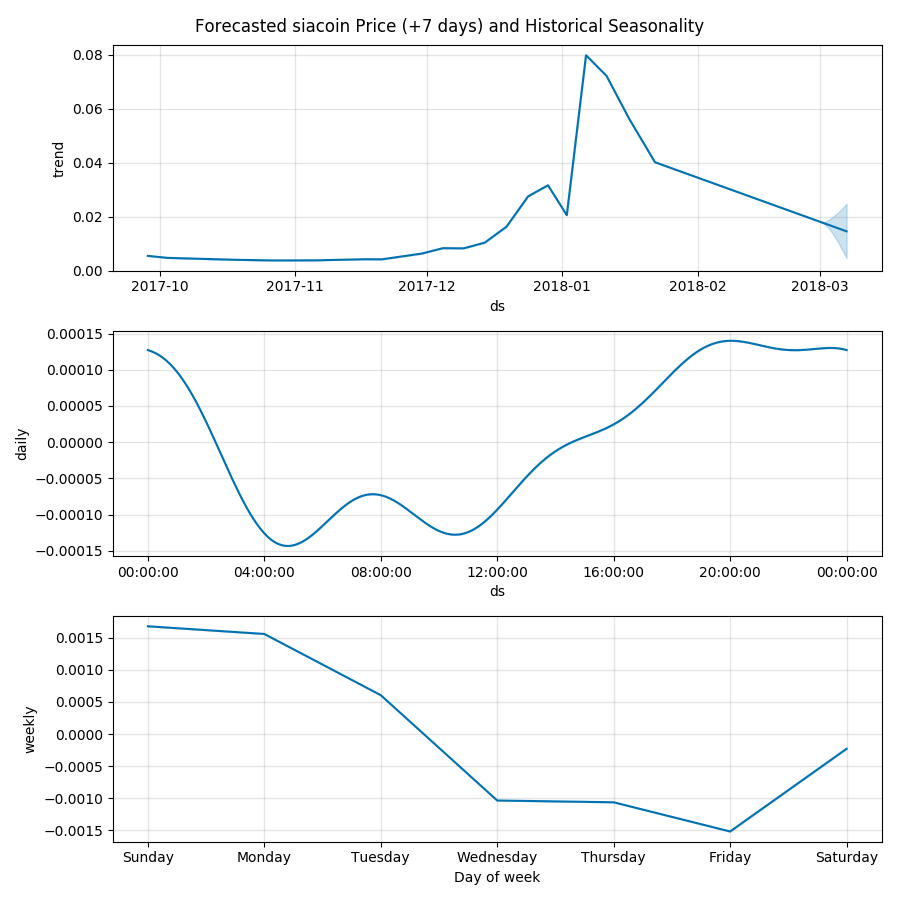 Forecasted siacoin Price (+7 days) and Historical Seasonality
0.08
0.06
0.04
0.02
0.00
trend
2017-10 2017-11 2017-12 2018-01 2018-02 2018-03
ds
0.00015
0.00010
0.00005
0.00000
−0.00005
−0.00010
−0.00015
daily
00:00:00 04:00:00 08:00:00 12:00:00 16:00:00 20:00:00 00:00:00
ds
0.0015
0.0010
0.0005
0.0000
−0.0005
−0.0010
−0.0015
weekly
Sunday Monday Tuesday Wednesday Thursday Friday Saturday
Day of week